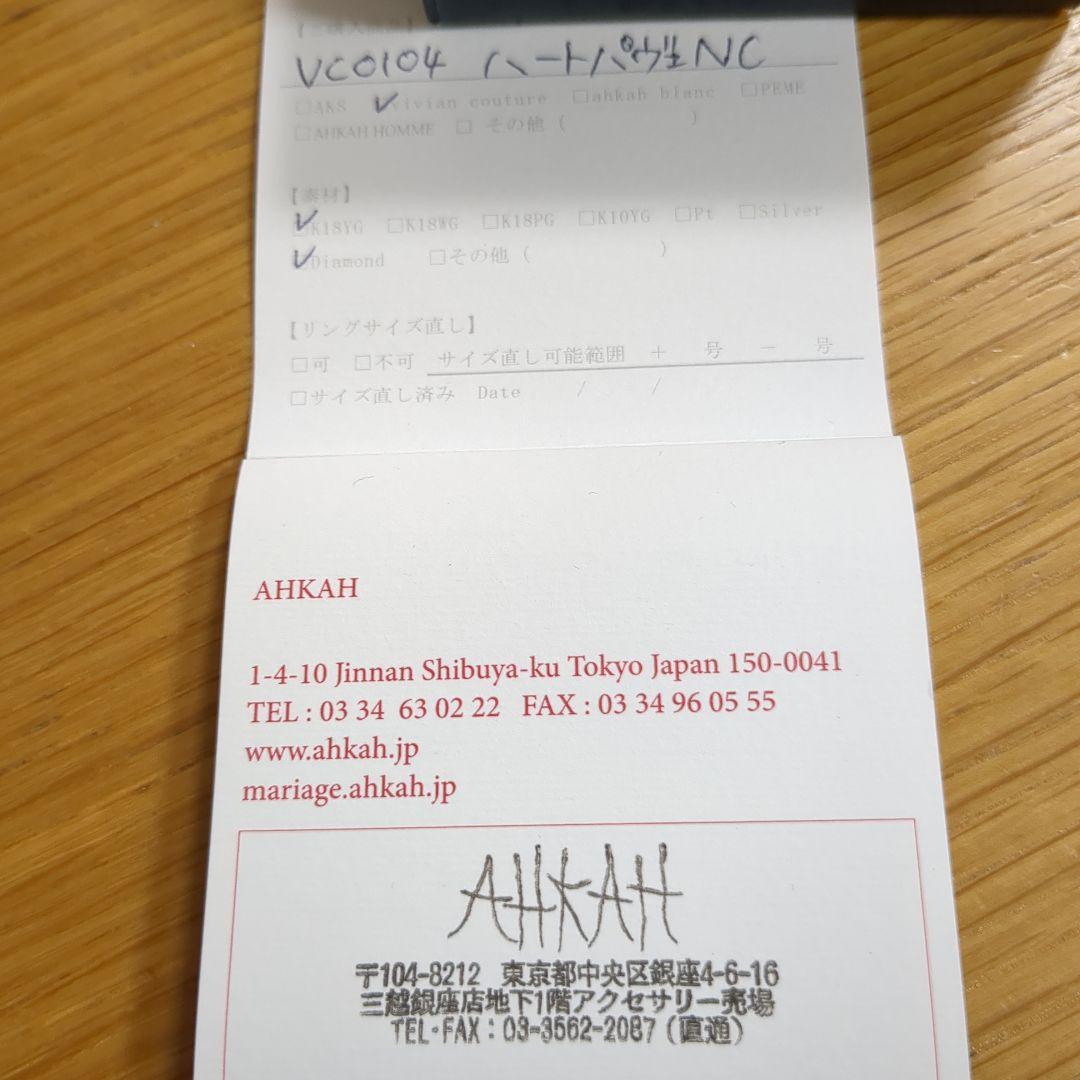 【ご購入商品】
VC0104 ハートパヴェNC
□AKS ✓vivian couture □ahkah blanc □PEME
□AHKAH HOMME □ その他 ( )
【素材】
✓K18YG □K18WG □K18PG □K10YG □Pt □Silver
✓Diamond □その他 ( )
【リングサイズ直し】
□可 □不可 サイズ直し可能範囲 + 号 − 号
□サイズ直し済み Date / /
AHKAH
1-4-10 Jinnan Shibuya-ku Tokyo Japan 150-0041
TEL : 03 34 63 02 22 FAX : 03 34 96 05 55
www.ahkah.jp
mariage.ahkah.jp
AHKAH
〒104-8212 東京都中央区銀座4-6-16
三越銀座店地下1階アクセサリー売場
TEL・FAX：03-3562-2087（直通）